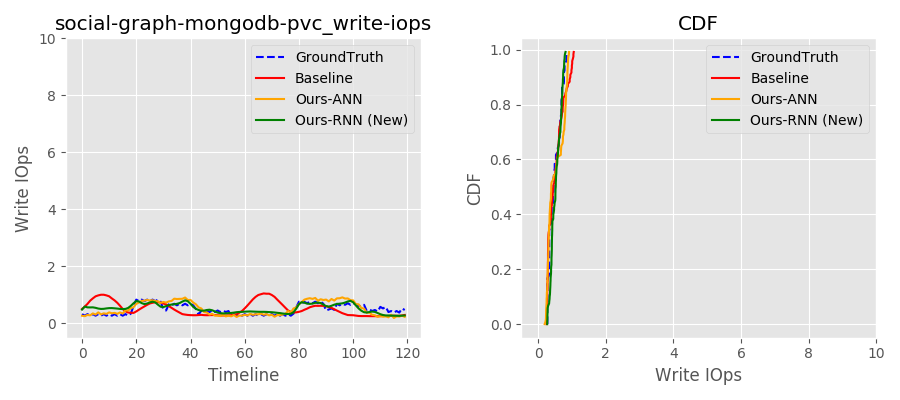 social-graph-mongodb-pvc_write-iops
10
8
6
4
2
0
Write IOps
0
20
40
60
80
100
120
Timeline
GroundTruth
Baseline
Ours-ANN
Ours-RNN (New)
CDF
1.0
0.8
0.6
0.4
0.2
0.0
CDF
0
2
4
6
8
10
Write IOps
GroundTruth
Baseline
Ours-ANN
Ours-RNN (New)